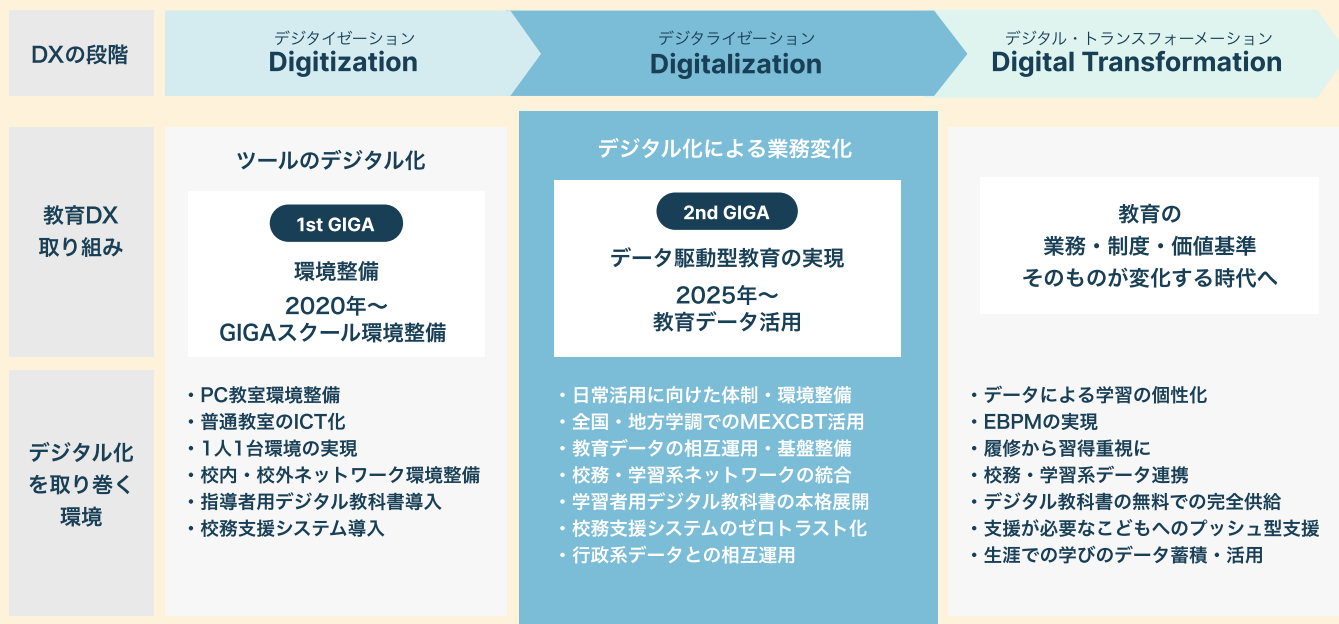 DXの段階
デジタイゼーション
Digitization
デジタライゼーション
Digitalization
デジタル・トランスフォーメーション
Digital Transformation
教育DX
取り組み
ツールのデジタル化
1st GIGA
環境整備
2020年〜
GIGAスクール環境整備
デジタル化による業務変化
2nd GIGA
データ駆動型教育の実現
2025年〜
教育データ活用
教育の
業務・制度・価値基準
そのものが変化する時代へ
デジタル化
を取り巻く
環境
・PC教室環境整備
・普通教室のICT化
・1人1台環境の実現
・校内・校外ネットワーク環境整備
・指導者用デジタル教科書導入
・校務支援システム導入
・日常活用に向けた体制・環境整備
・全国・地方学調でのMEXCBT活用
・教育データの相互運用・基盤整備
・校務・学習系ネットワークの統合
・学習者用デジタル教科書の本格展開
・校務支援システムのゼロトラスト化
・行政系データとの相互運用
・データによる学習の個性化
・EBPMの実現
・履修から習得重視に
・校務・学習系データ連携
・デジタル教科書の無料での完全供給
・支援が必要なこどもへのプッシュ型支援
・生涯での学びのデータ蓄積・活用